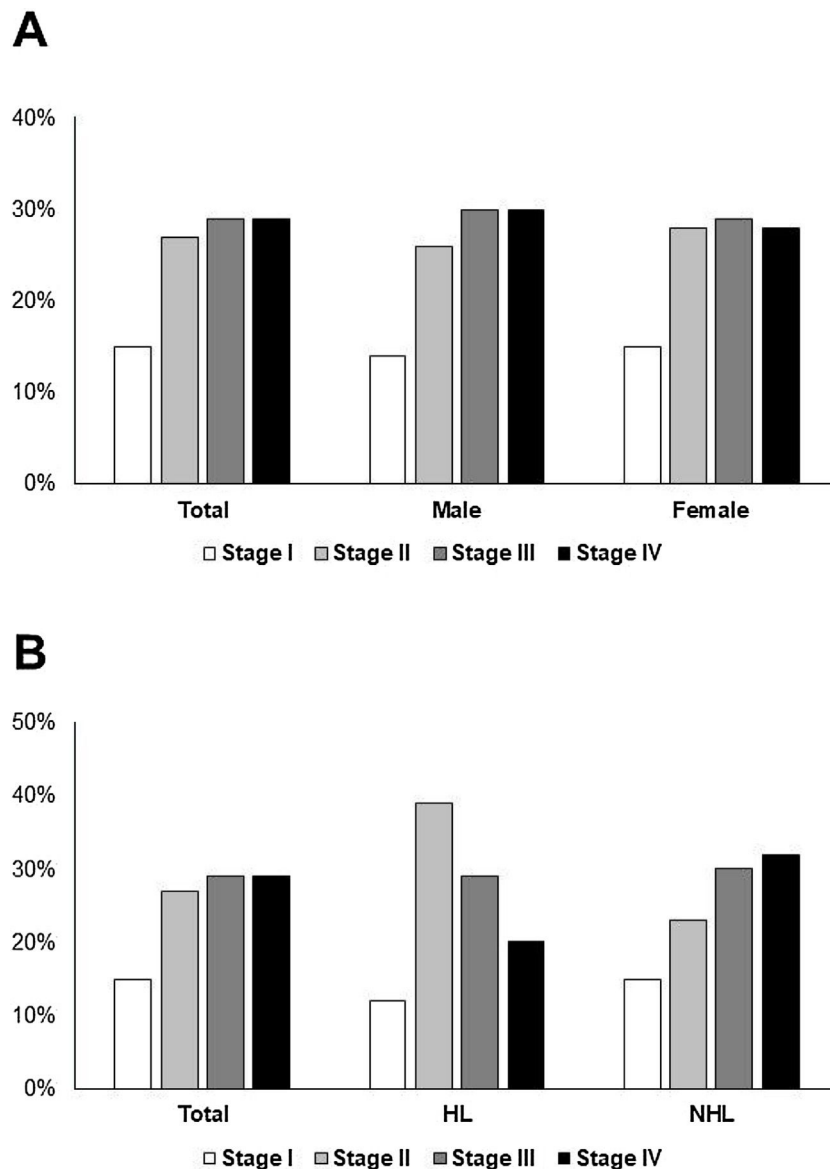 A
40%
30%
20%
10%
0%
Total Male Female
Stage I Stage II Stage III Stage IV
B
50%
40%
30%
20%
10%
0%
Total HL NHL
Stage I Stage II Stage III Stage IV